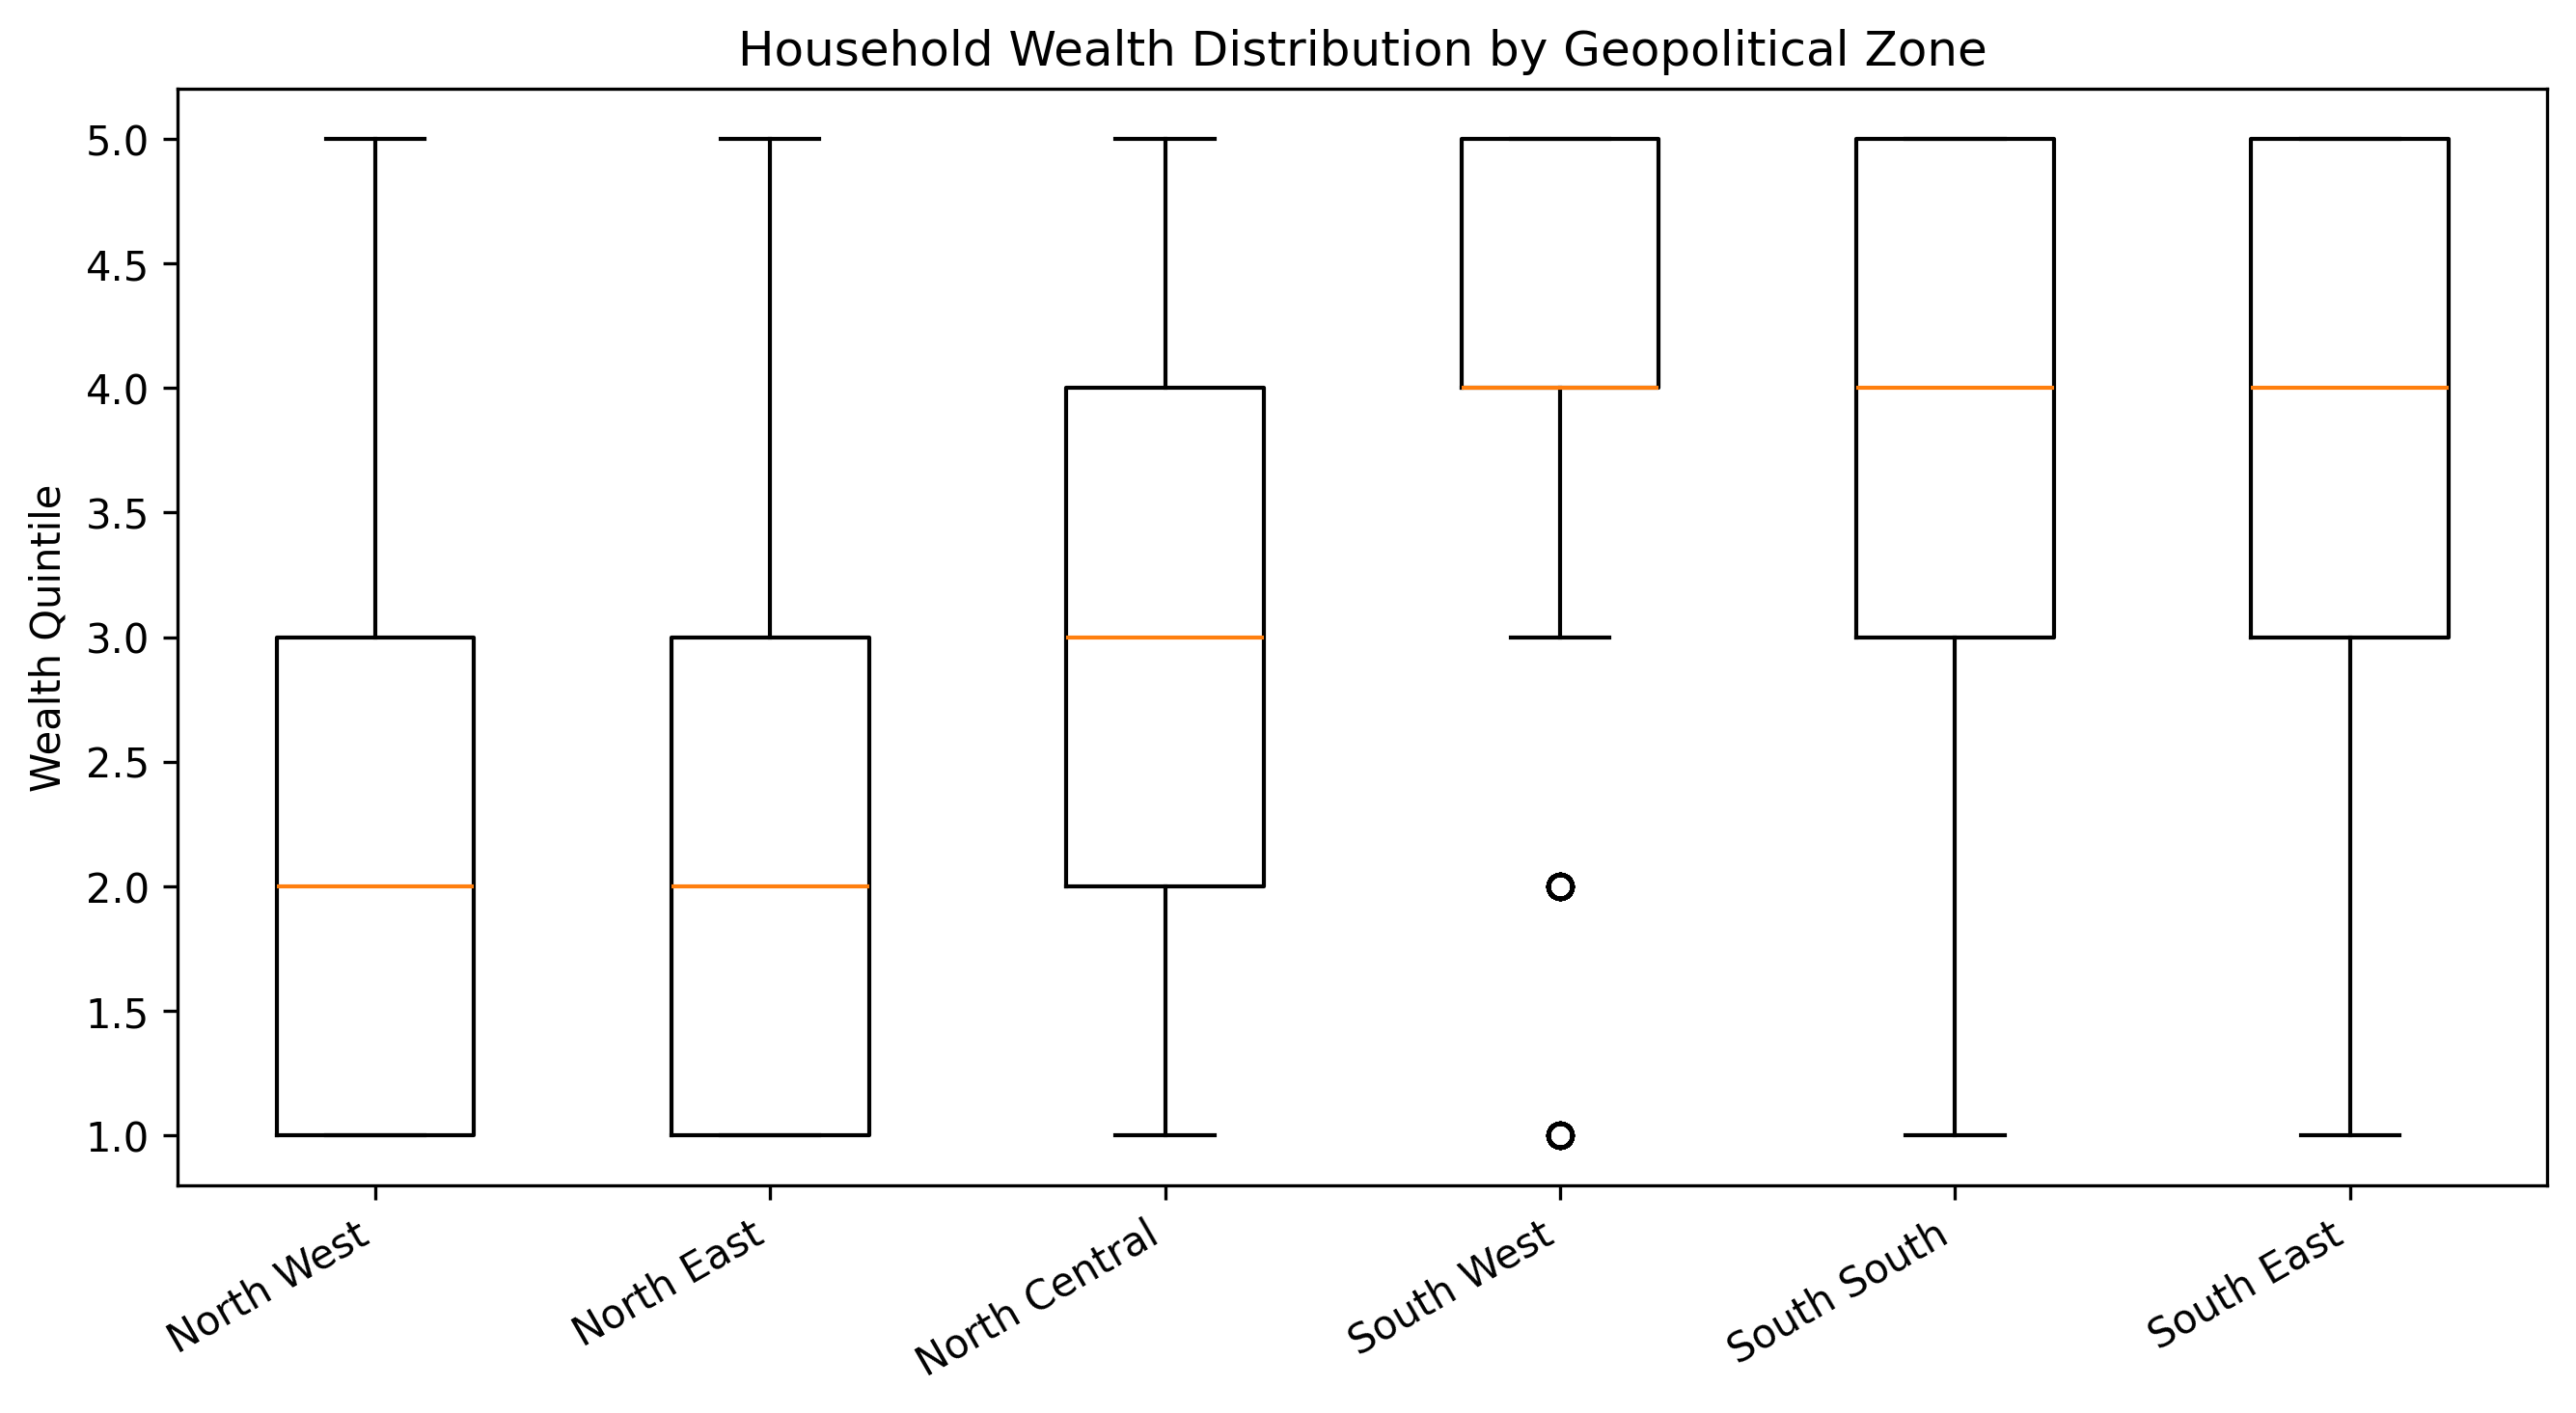 Household Wealth Distribution by Geopolitical Zone
Wealth Quintile
5.0
4.5
4.0
3.5
3.0
2.5
2.0
1.5
1.0
North West
North East
North Central
South West
South South
South East